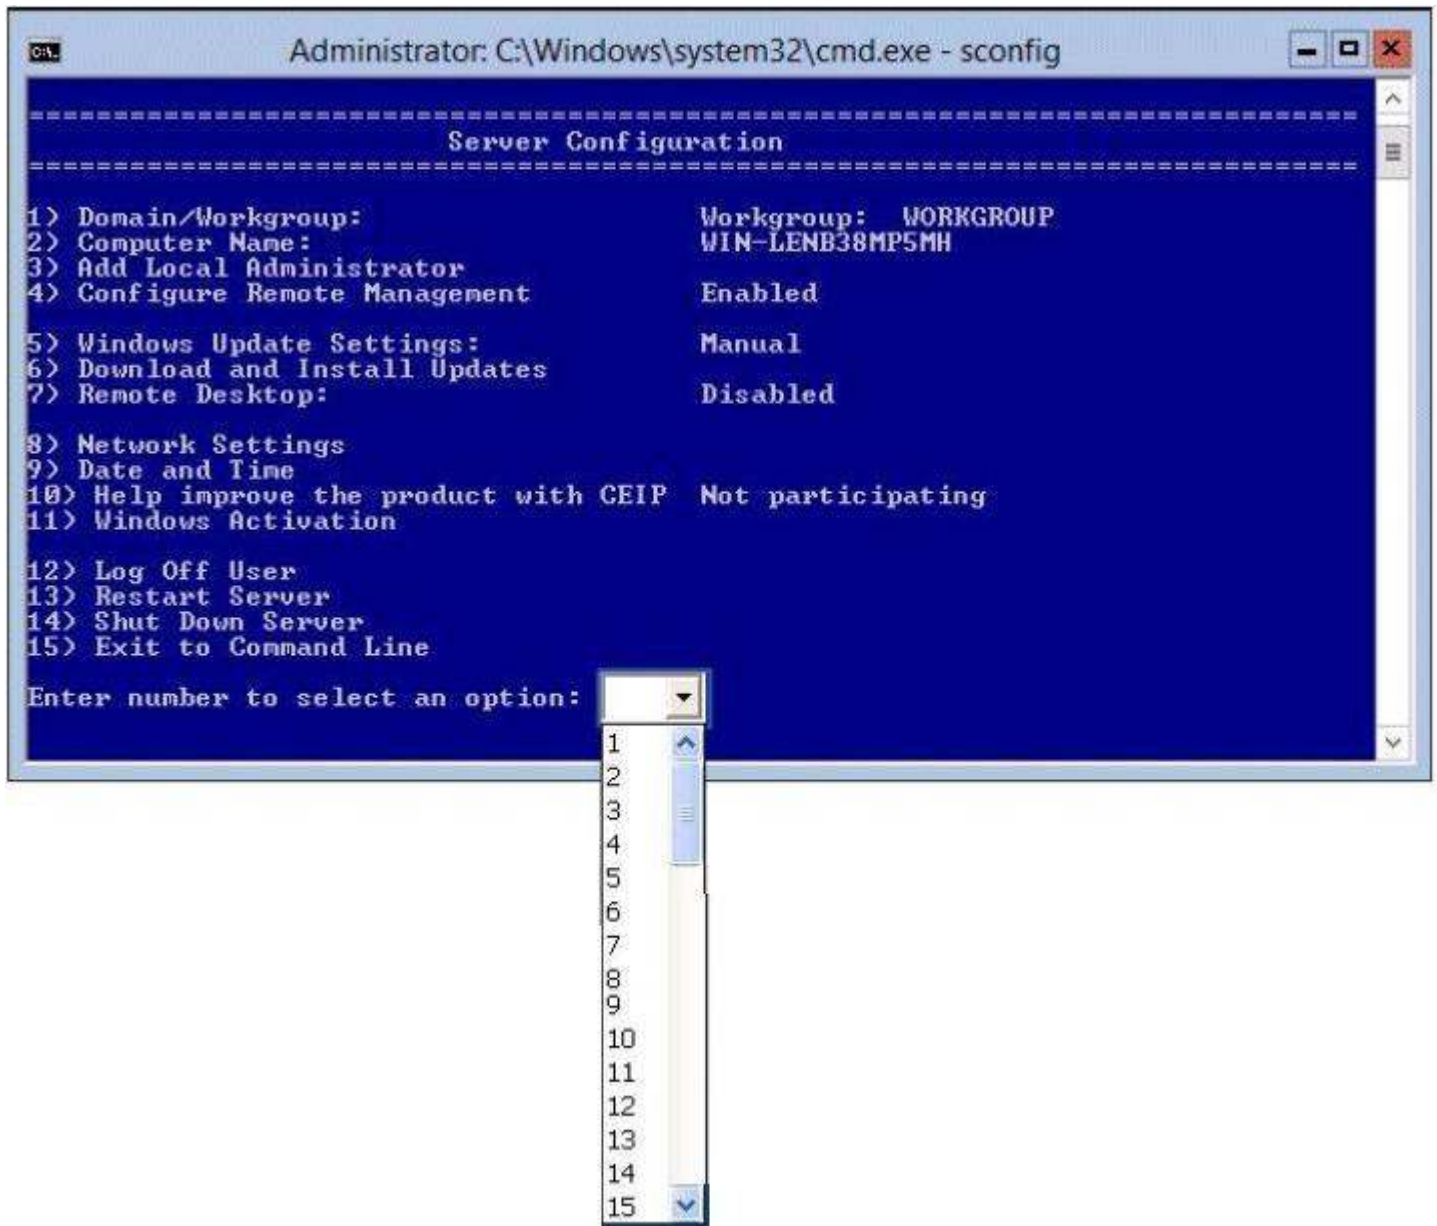 Administrator: C:\Windows\system32\cmd.exe - sconfig
===============================================================================
Server Configuration
===============================================================================
1) Domain/Workgroup: Workgroup: WORKGROUP
2) Computer Name: WIN-LENB38MP5MH
3) Add Local Administrator
4) Configure Remote Management Enabled
5) Windows Update Settings: Manual
6) Download and Install Updates
7) Remote Desktop: Disabled
8) Network Settings
9) Date and Time
10) Help improve the product with CEIP Not participating
11) Windows Activation
12) Log Off User
13) Restart Server
14) Shut Down Server
15) Exit to Command Line
Enter number to select an option:
1
2
3
4
5
6
7
8
9
10
11
12
13
14
15